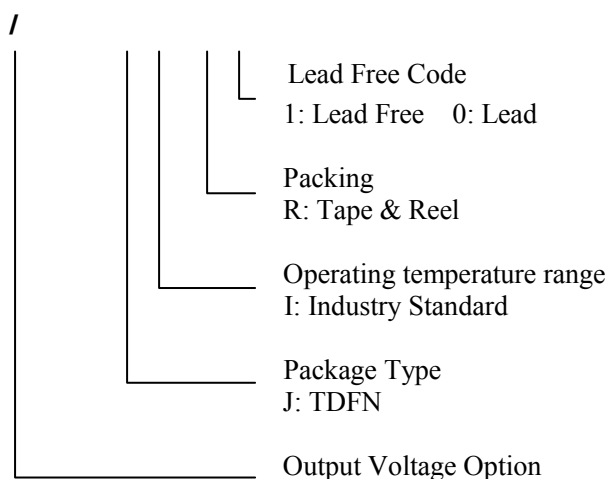 /
Lead Free Code
1: Lead Free 0: Lead
Packing
R: Tape & Reel
Operating temperature range
I: Industry Standard
Package Type
J: TDFN
Output Voltage Option